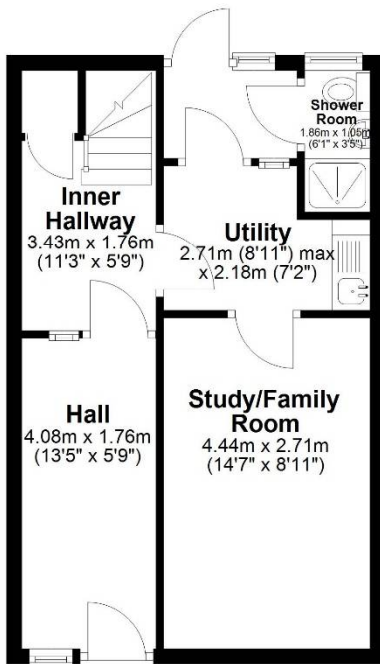 Shower
Room
1.86m x 1.05m
(6'1" x 3'5")
Inner
Hallway
3.43m x 1.76m
(11'3" x 5'9")
Utility
2.71m (8'11") max
x 2.18m (7'2")
Hall
4.08m x 1.76m
(13'5" x 5'9")
Study/Family
Room
4.44m x 2.71m
(14'7" x 8'11")